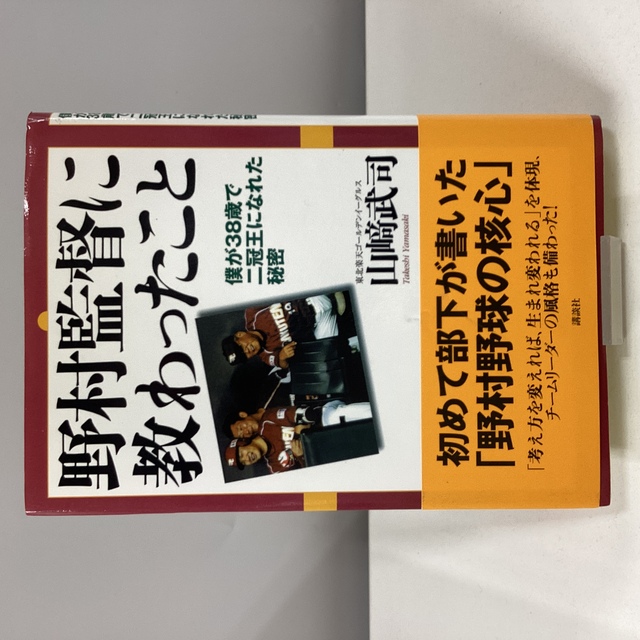 野村監督に
教わったこと
僕が38歳で
二冠王になれた
秘密
東北楽天ゴールデンイーグルス
山﨑武司
Takeshi Yamasaki
初めて部下が書いた
「野村野球の核心」
「考え方を変えれば、生まれ変われる」を体現、
チームリーダーの風格も備わった!
講談社